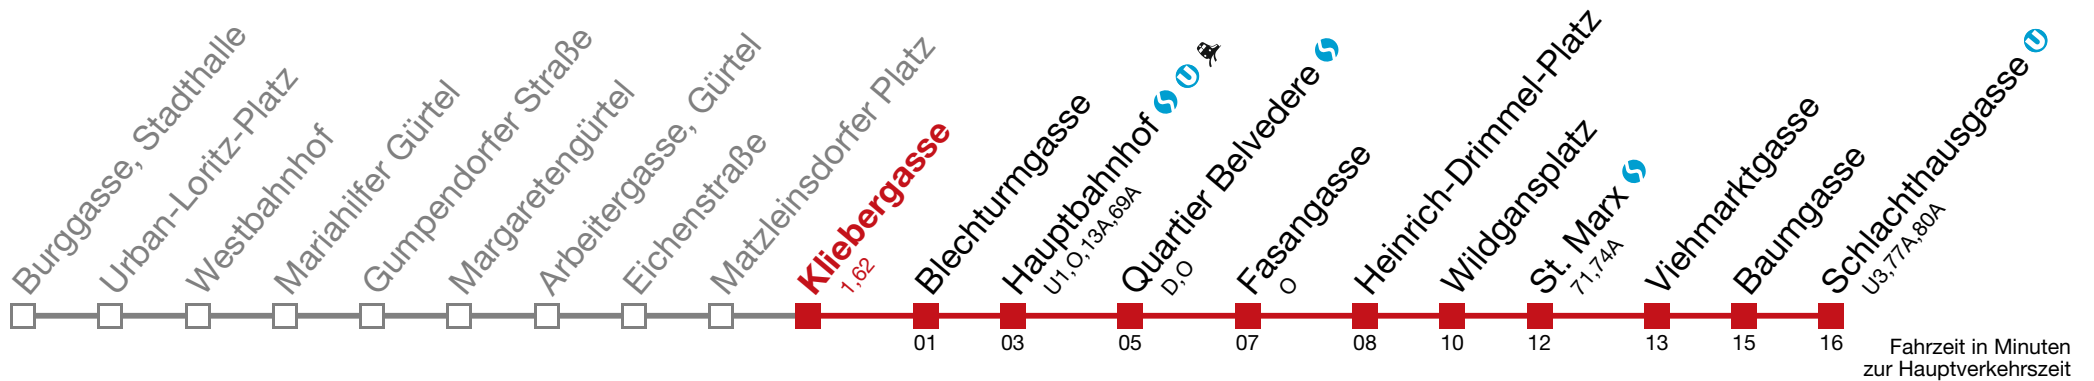 Burggasse, Stadthalle
Urban-Loritz-Platz
Westbahnhof
Mariahilfer Gürtel
Gumpendorfer Straße
Margaretengürtel
Arbeitergasse, Gürtel
Eichenstraße
Matzleinsdorfer Platz
Kliebergasse
1,62
Blechturmgasse
Hauptbahnhof
U1,O,13A,69A
Quartier Belvedere
D,O
Fasangasse
O
Heinrich-Drimmel-Platz
Wildgansplatz
St. Marx
71,74A
Viehmarktgasse
Baumgasse
Schlachthausgasse U
U3,77A,80A
01 03 05 07 08 10 12 13 15 16
Fahrzeit in Minuten
zur Hauptverkehrszeit